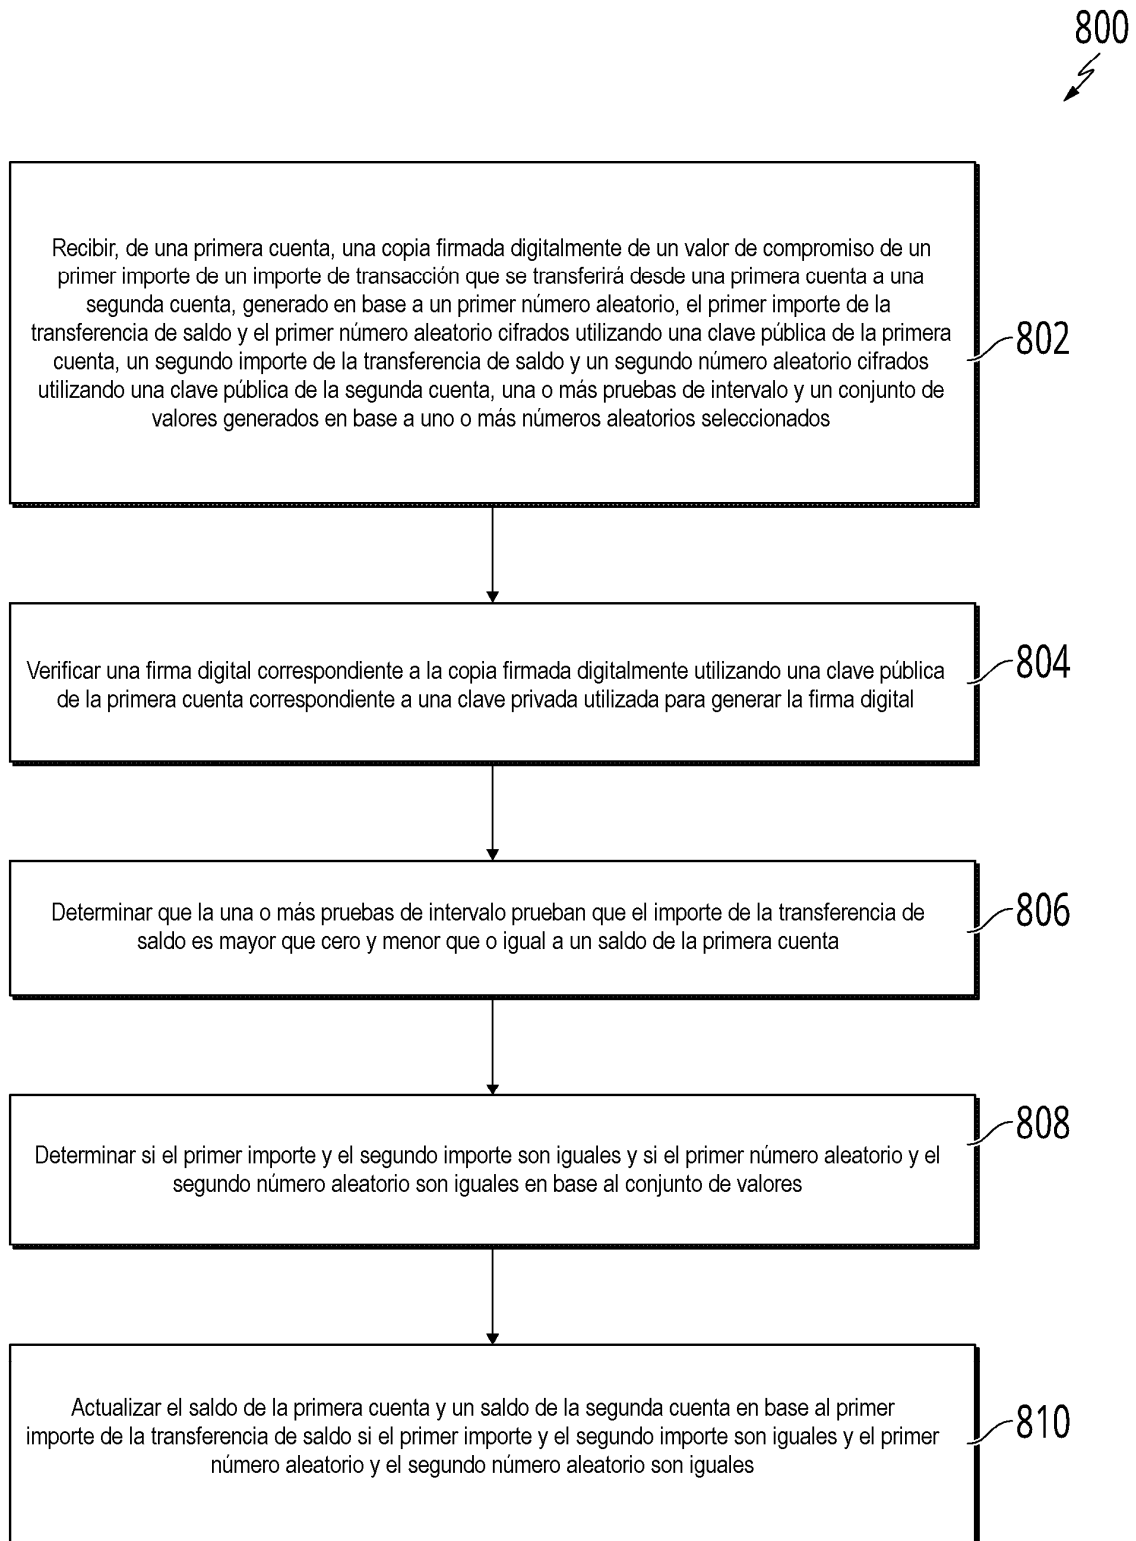 800
Recibir, de una primera cuenta, una copia firmada digitalmente de un valor de compromiso de un
primer importe de un importe de transacción que se transferirá desde una primera cuenta a una
segunda cuenta, generado en base a un primer número aleatorio, el primer importe de la
transferencia de saldo y el primer número aleatorio cifrados utilizando una clave pública de la primera
cuenta, un segundo importe de la transferencia de saldo y un segundo número aleatorio cifrados
utilizando una clave pública de la segunda cuenta, una o más pruebas de intervalo y un conjunto de
valores generados en base a uno o más números aleatorios seleccionados
802
Verificar una firma digital correspondiente a la copia firmada digitalmente utilizando una clave pública
de la primera cuenta correspondiente a una clave privada utilizada para generar la firma digital
804
Determinar que la una o más pruebas de intervalo prueban que el importe de la transferencia de
saldo es mayor que cero y menor que o igual a un saldo de la primera cuenta
806
Determinar si el primer importe y el segundo importe son iguales y si el primer número aleatorio y el
segundo número aleatorio son iguales en base al conjunto de valores
808
Actualizar el saldo de la primera cuenta y un saldo de la segunda cuenta en base al primer
importe de la transferencia de saldo si el primer importe y el segundo importe son iguales y el primer
número aleatorio y el segundo número aleatorio son iguales
810